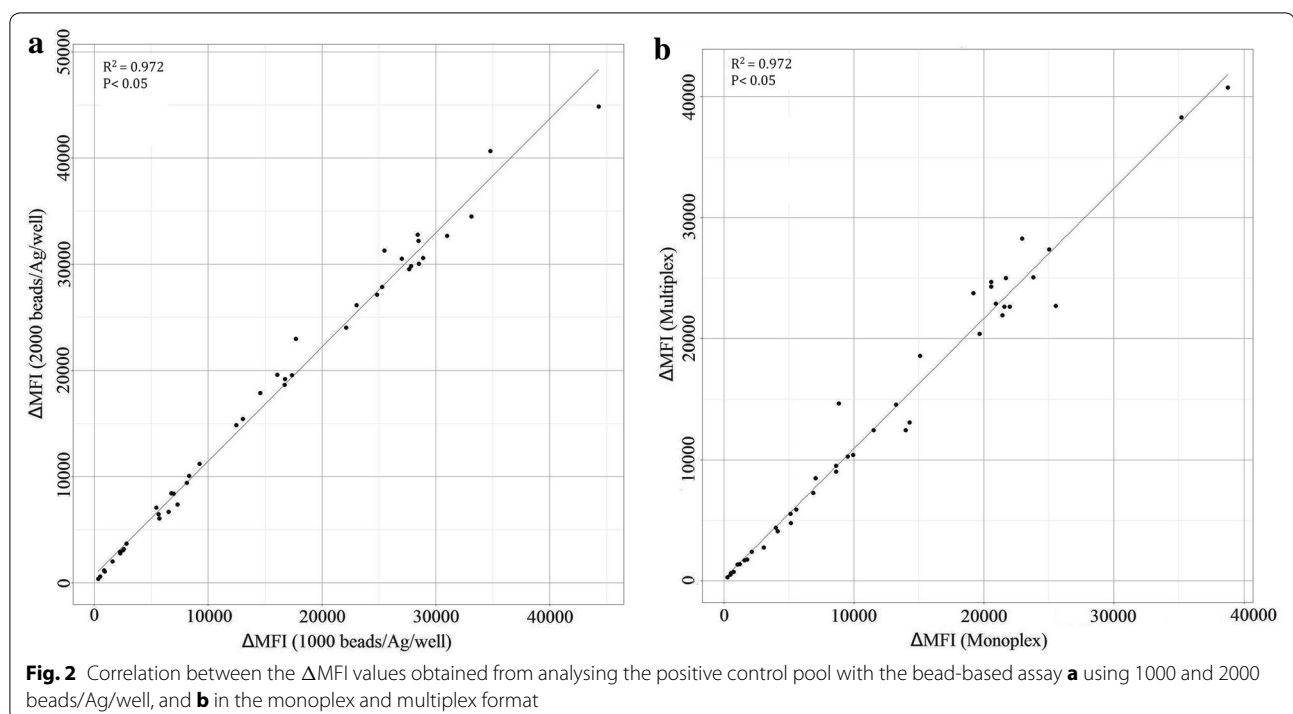 a
R² = 0.972
P< 0.05
ΔMFI (2000 beads/Ag/well)
50000
40000
30000
20000
10000
0
0 10000 20000 30000 40000
ΔMFI (1000 beads/Ag/well)
b
R² = 0.972
P< 0.05
ΔMFI (Multiplex)
40000
30000
20000
10000
0
0 10000 20000 30000 40000
ΔMFI (Monoplex)
Fig. 2 Correlation between the ΔMFI values obtained from analysing the positive control pool with the bead-based assay a using 1000 and 2000
beads/Ag/well, and b in the monoplex and multiplex format